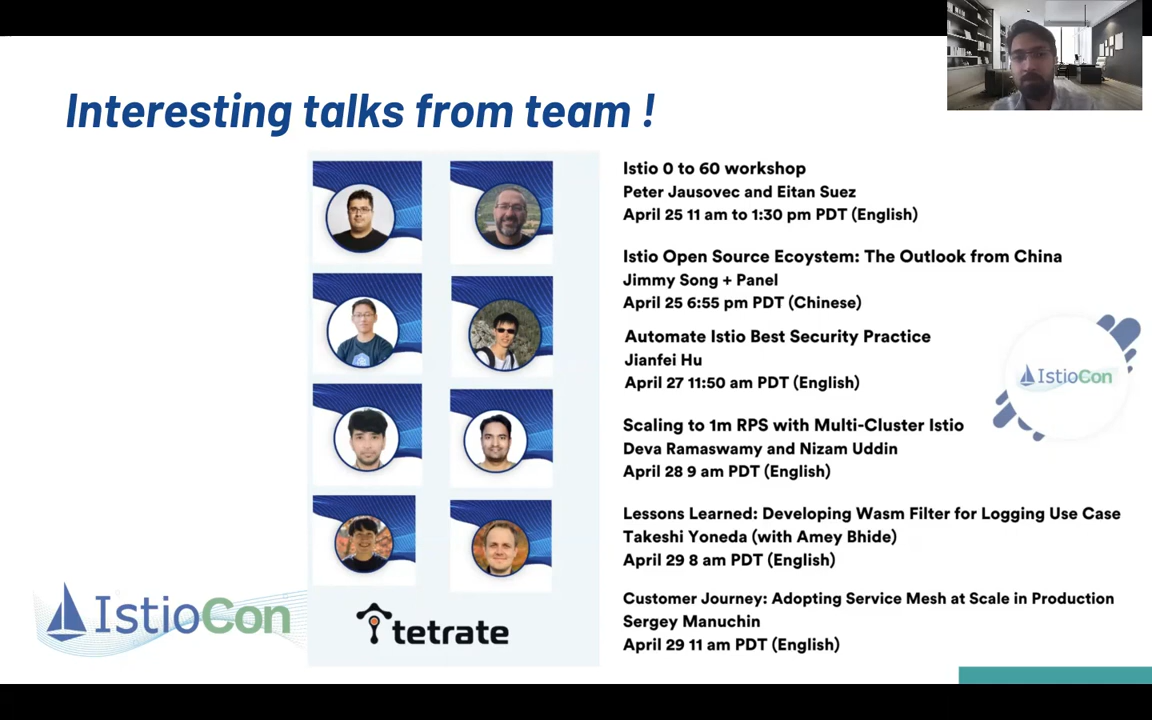 Interesting talks from team !
Istio 0 to 60 workshop
Peter Jausovec and Eitan Suez
April 25 11 am to 1:30 pm PDT (English)
Istio Open Source Ecoystem: The Outlook from China
Jimmy Song + Panel
April 25 6:55 pm PDT (Chinese)
Automate Istio Best Security Practice
Jianfei Hu
April 27 11:50 am PDT (English)
IstioCon
Scaling to 1m RPS with Multi-Cluster Istio
Deva Ramaswamy and Nizam Uddin
April 28 9 am PDT (English)
Lessons Learned: Developing Wasm Filter for Logging Use Case
Takeshi Yoneda (with Amey Bhide)
April 29 8 am PDT (English)
Customer Journey: Adopting Service Mesh at Scale in Production
Sergey Manuchin
April 29 11 am PDT (English)
IstioCon
tetrate